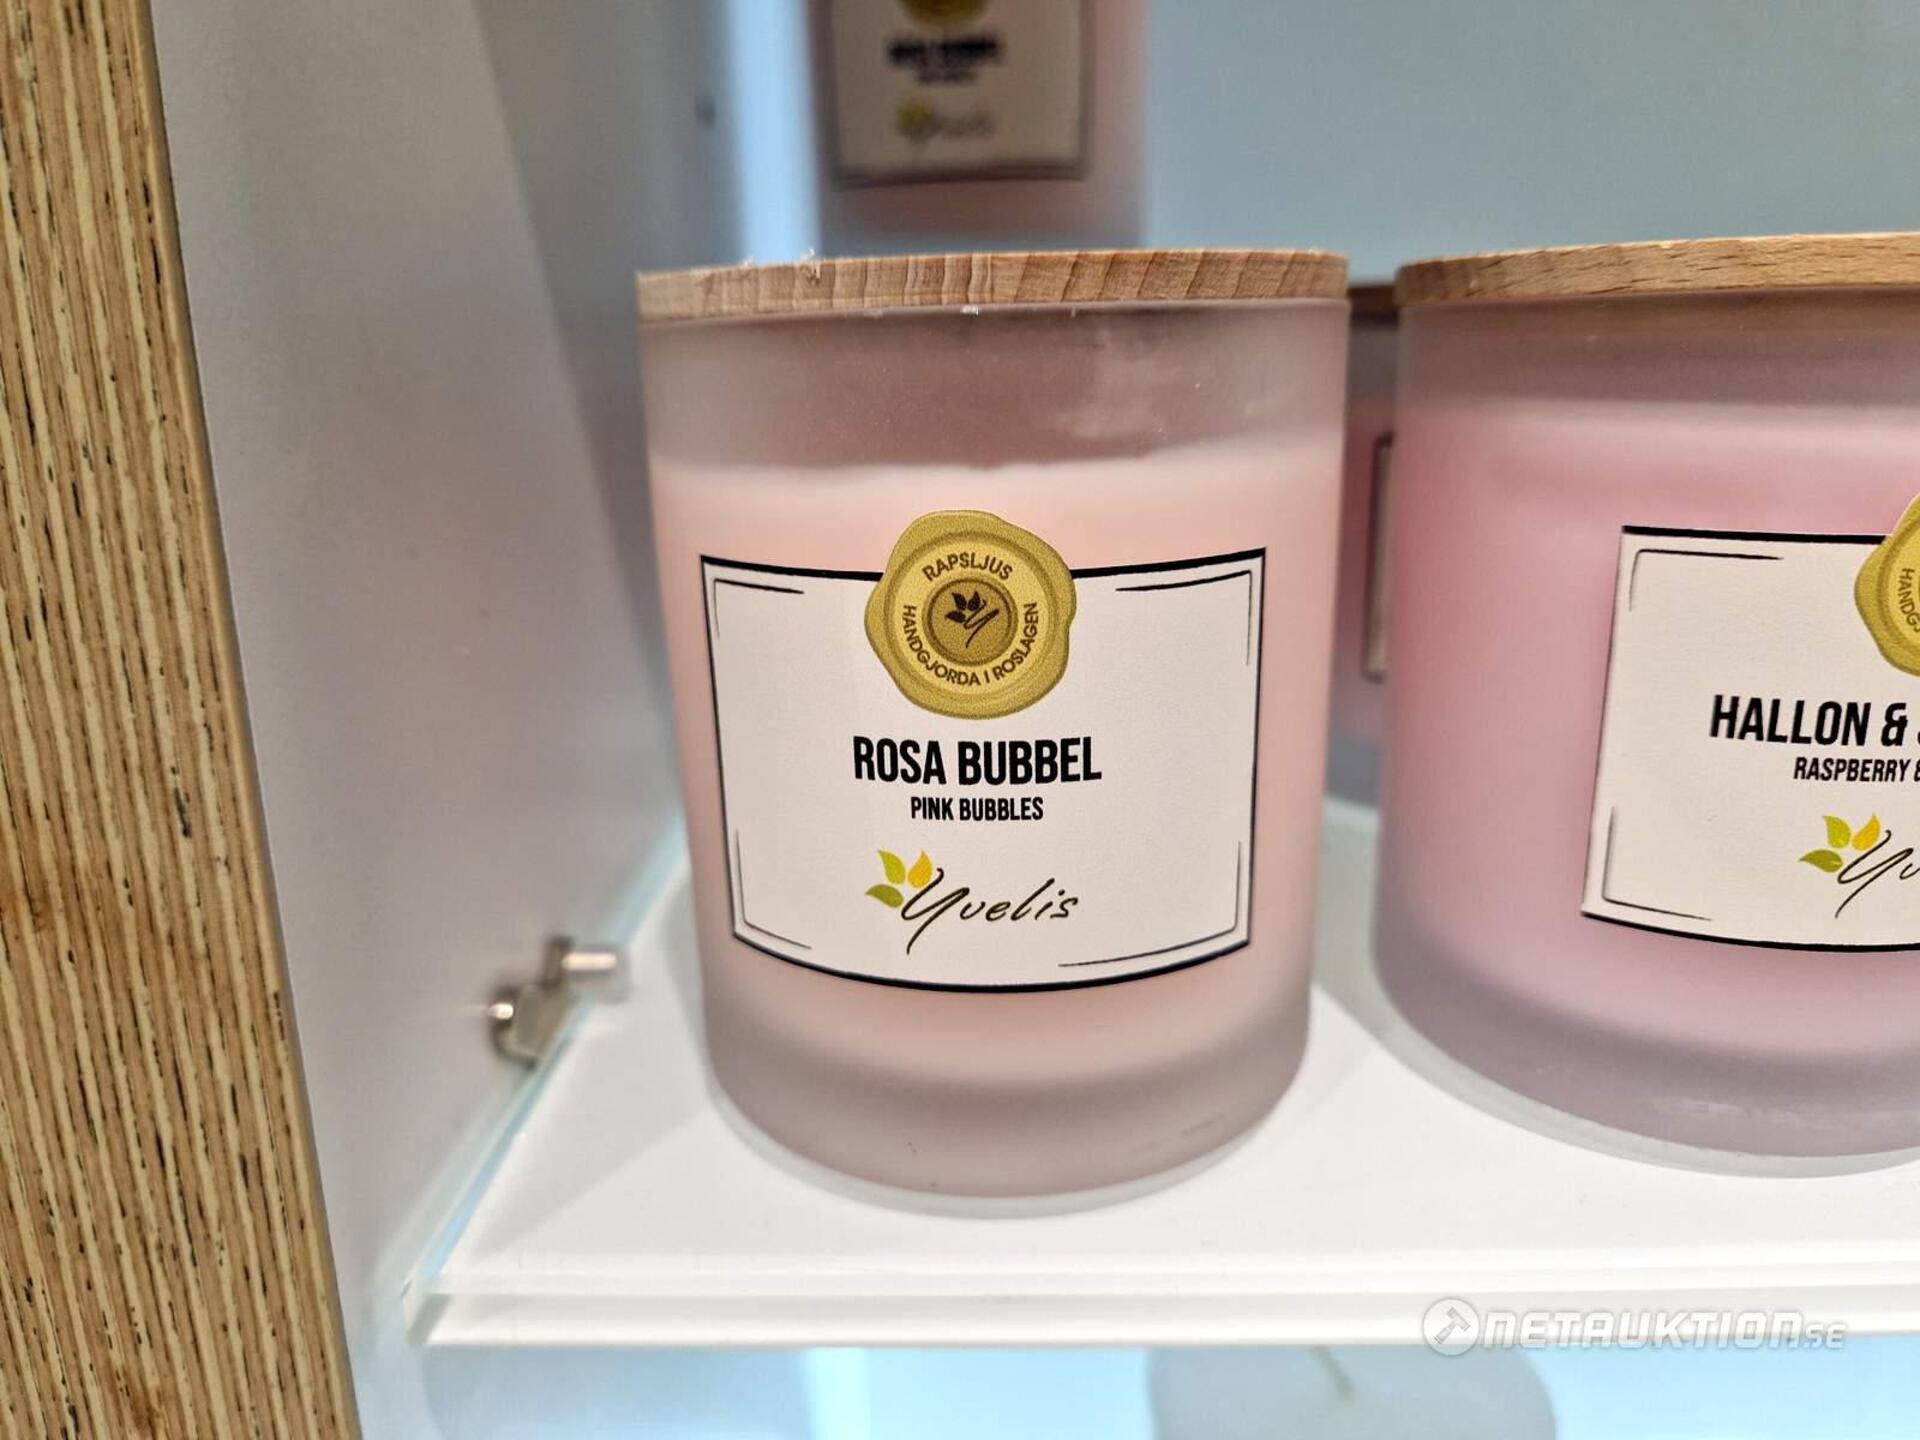 RAPSLJUS
HANDGJORDA I ROSLAGEN
ROSA BUBBEL
PINK BUBBLES
Yvelis
HALLON &
RASPBERRY
NETAUKTION.SE